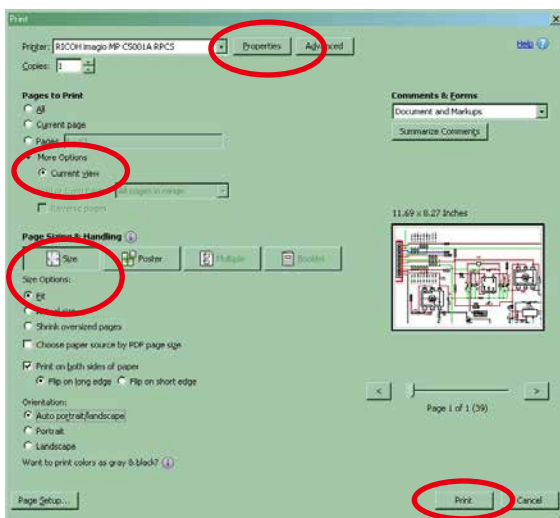 Print
Printer: RICOH imagio MP C5001A RPCS Properties Advanced Help
Copies: 1
Pages to Print
All
Current page
Pages
More Options
Current view
All pages in range
Reverse pages
Comments & Forms
Document and Markups
Summarize Comments
Page Sizing & Handling
Size Poster Multiple Booklet
Size Options:
Fit
Shrink oversized pages
Choose paper source by PDF page size
Print on both sides of paper
Flip on long edge Flip on short edge
Orientation:
Auto portrait/landscape
Portrait
Landscape
Want to print colors as gray & black?
11.69 x 8.27 Inches
< >
Page 1 of 1 (39)
Page Setup... Print Cancel